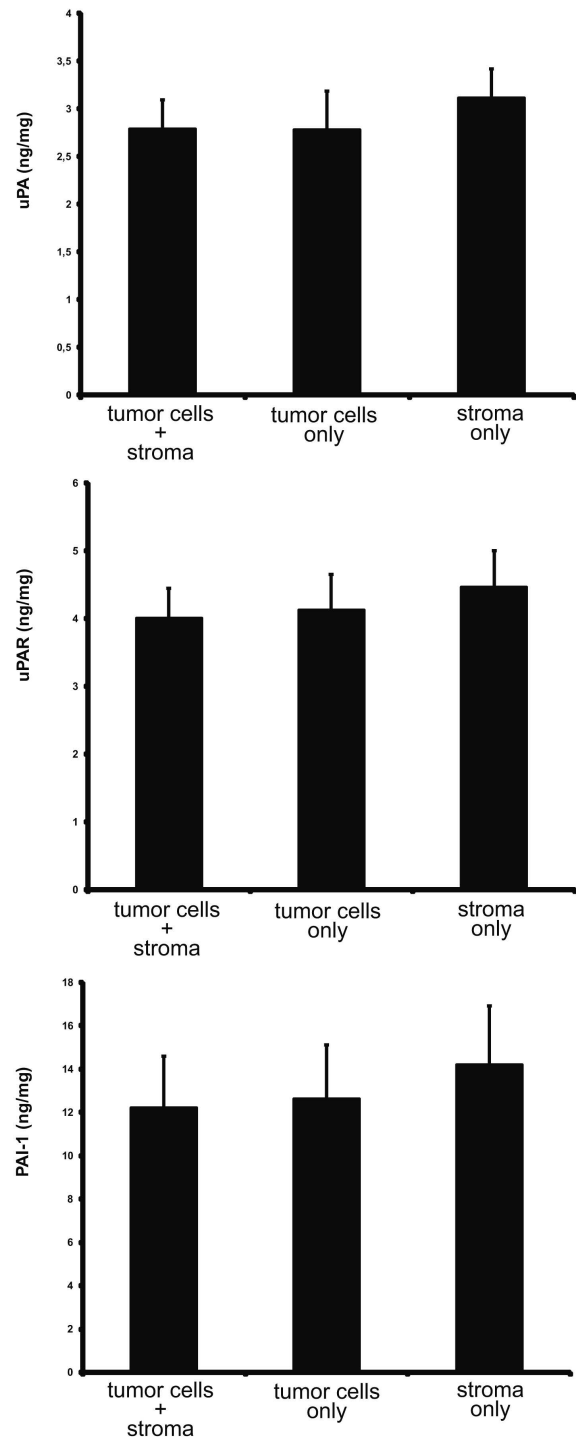 4
3,5
3
2,5
2
1,5
1
0,5
0
uPA (ng/mg)
tumor cells
+
stroma
tumor cells
only
stroma
only
6
5
4
3
2
1
0
uPAR (ng/mg)
tumor cells
+
stroma
tumor cells
only
stroma
only
18
16
14
12
10
8
6
4
2
0
PAI-1 (ng/mg)
tumor cells
+
stroma
tumor cells
only
stroma
only